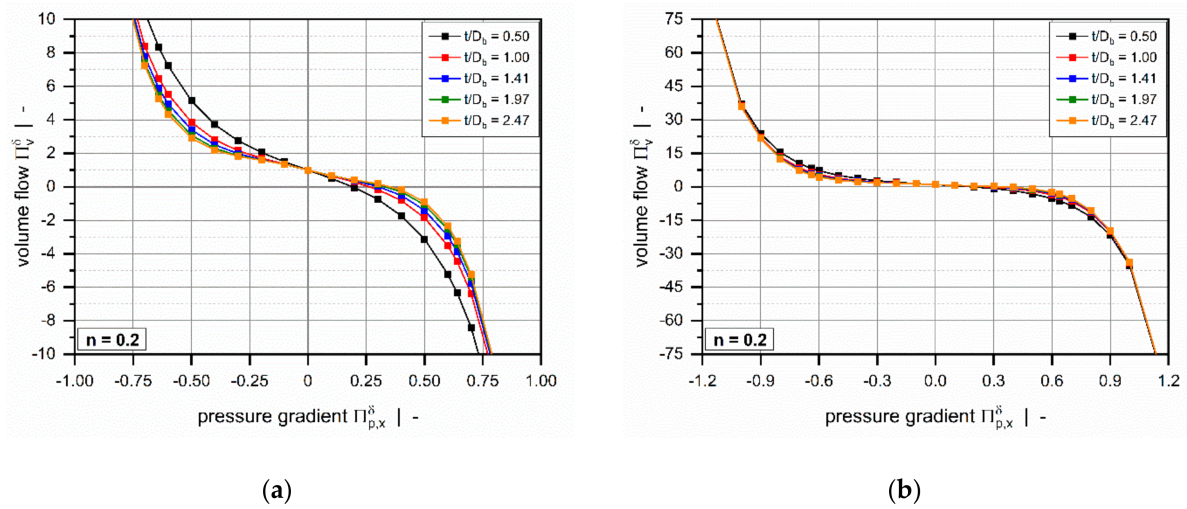 10
8
6
4
2
0
-2
-4
-6
-8
-10
volume flow Π_v^δ | -
t/D_b = 0.50
t/D_b = 1.00
t/D_b = 1.41
t/D_b = 1.97
t/D_b = 2.47
n = 0.2
-1.00 -0.75 -0.50 -0.25 0 0.25 0.50 0.75 1.00
pressure gradient Π_p,x^δ | -
(a)
75
60
45
30
15
0
-15
-30
-45
-60
-75
volume flow Π_v^δ | -
t/D_b = 0.50
t/D_b = 1.00
t/D_b = 1.41
t/D_b = 1.97
t/D_b = 2.47
n = 0.2
-1.2 -0.9 -0.6 -0.3 0.0 0.3 0.6 0.9 1.2
pressure gradient Π_p,x^δ | -
(b)